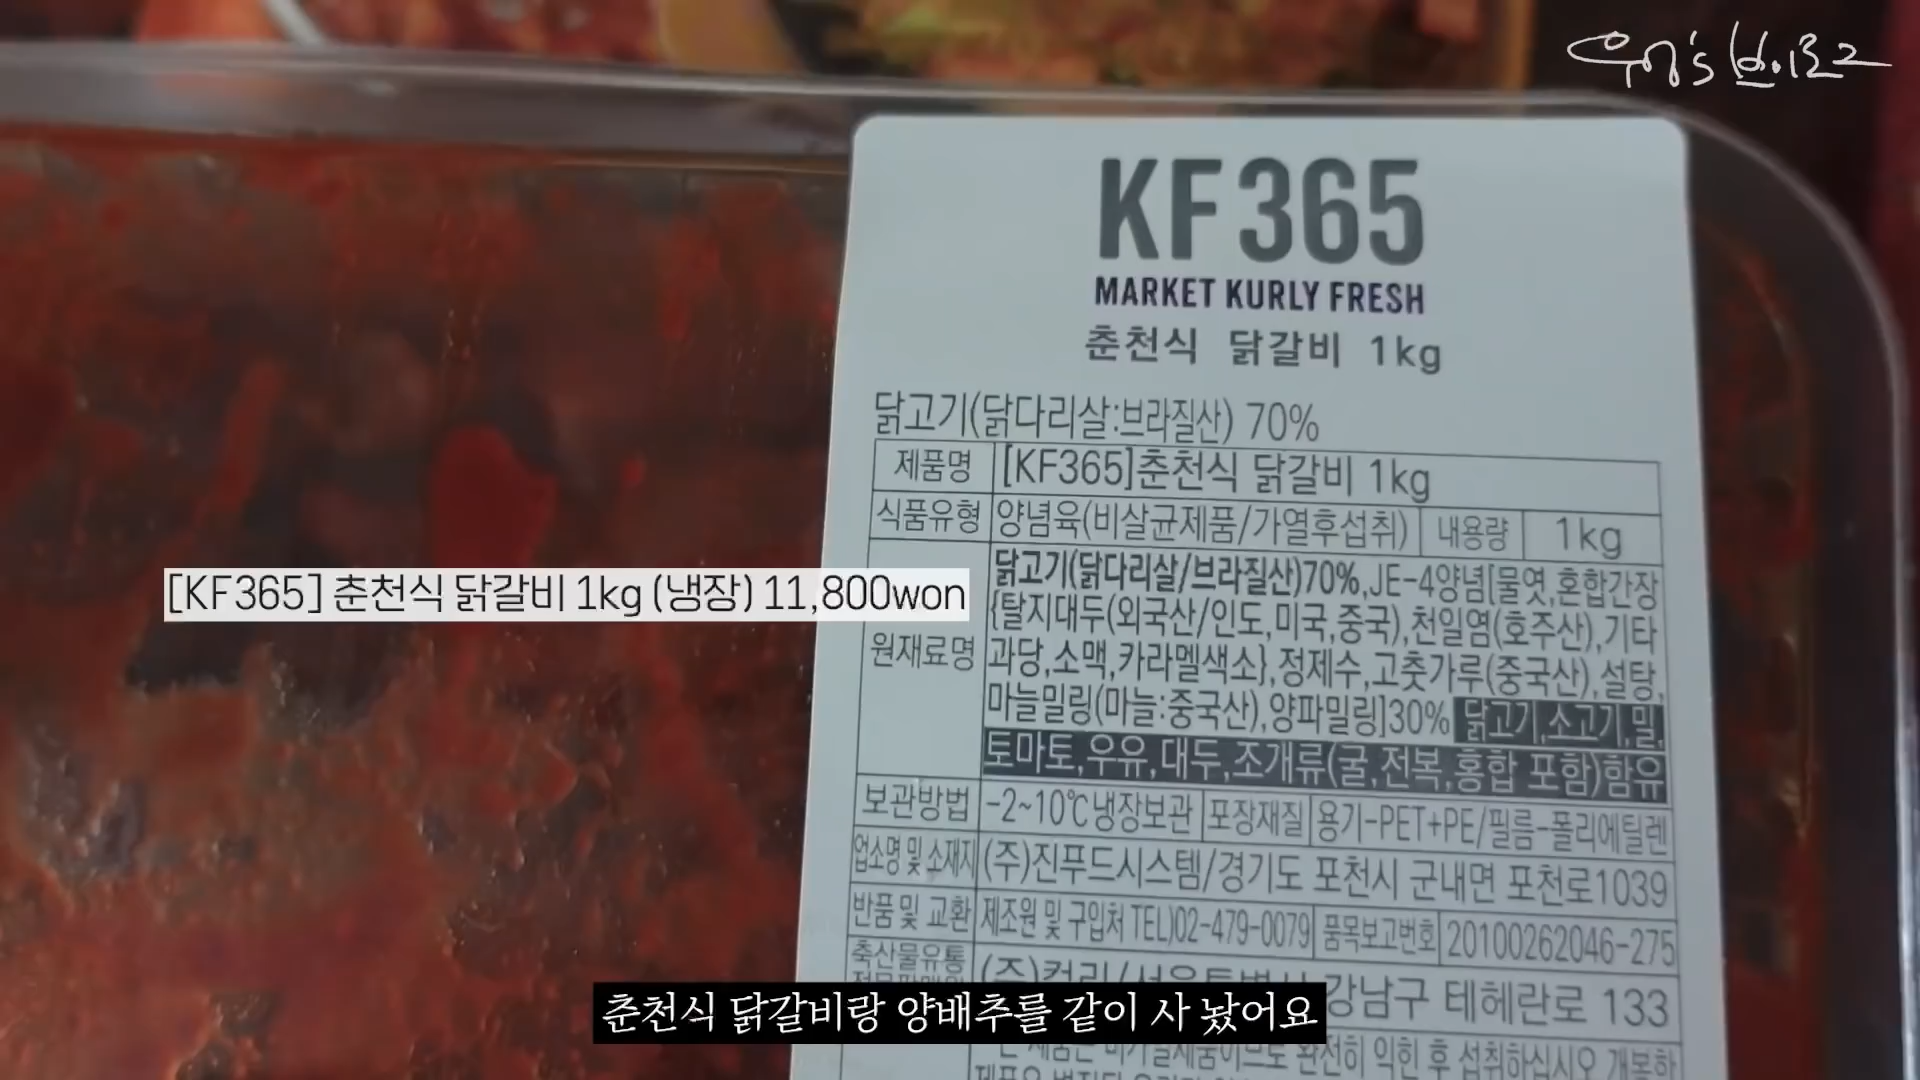 우정's 브이로그
KF365
MARKET KURLY FRESH
춘천식 닭갈비 1kg
닭고기(닭다리살:브라질산) 70%
제품명 [KF365]춘천식 닭갈비 1kg
식품유형 양념육(비살균제품/가열후섭취) 내용량 1kg
원재료명 닭고기(닭다리살/브라질산)70%,JE-4양념[물엿,혼합간장
{탈지대두(외국산/인도,미국,중국),천일염(호주산),기타
과당,소맥,카라멜색소},정제수,고춧가루(중국산),설탕,
마늘밀링(마늘:중국산),양파밀링]30% 닭고기,소고기,밀,
토마토,우유,대두,조개류(굴,전복,홍합 포함)함유
보관방법 -2~10℃냉장보관 포장재질 용기-PET+PE/필름-폴리에틸렌
업소명 및 소재지 (주)진푸드시스템/경기도 포천시 군내면 포천로1039
반품 및 교환 제조원 및 구입처 TEL)02-479-0079 품목보고번호 20100262046-275
축산물유통
(주)컬리/서울특별시 강남구 테헤란로 133
완전히 익힌 후 섭취하십시오 개봉한
[KF365] 춘천식 닭갈비 1kg (냉장) 11,800won
춘천식 닭갈비랑 양배추를 같이 사 놨어요